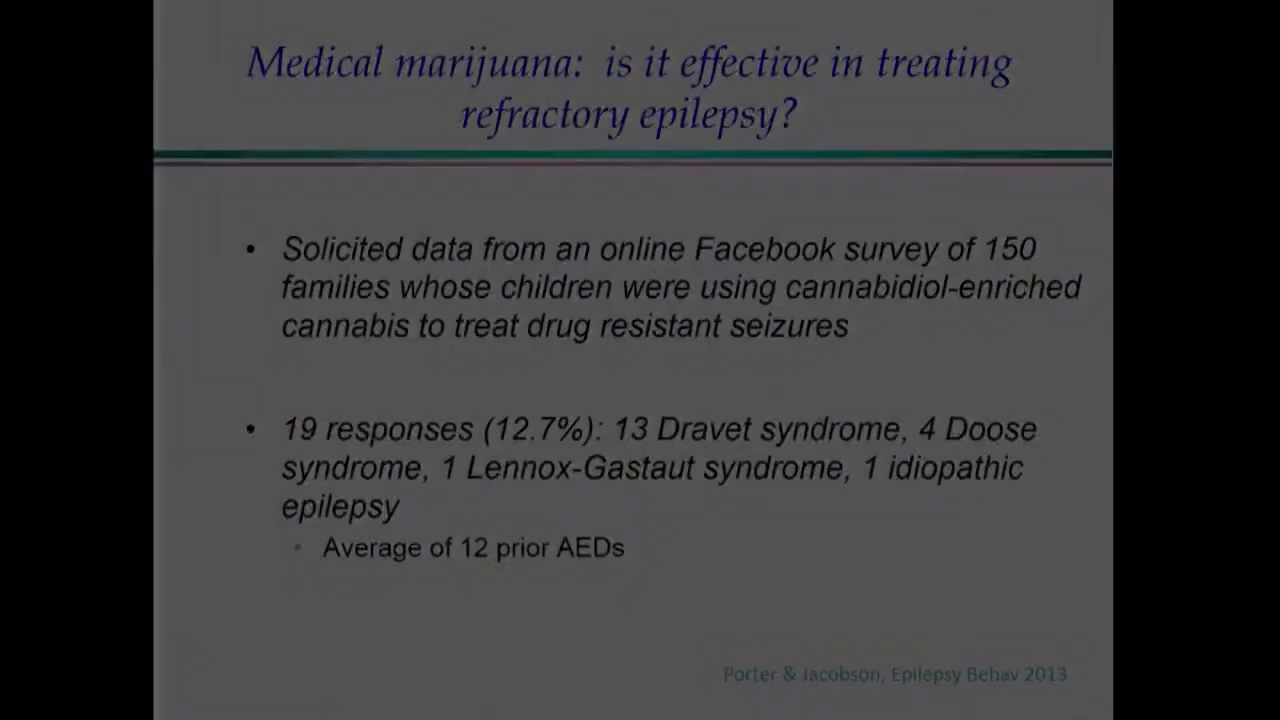 Medical marijuana: is it effective in treating
refractory epilepsy?
• Solicited data from an online Facebook survey of 150
families whose children were using cannabidiol-enriched
cannabis to treat drug resistant seizures
• 19 responses (12.7%): 13 Dravet syndrome, 4 Doose
syndrome, 1 Lennox-Gastaut syndrome, 1 idiopathic
epilepsy
• Average of 12 prior AEDs
Porter & Jacobson, Epilepsy Behav 2013